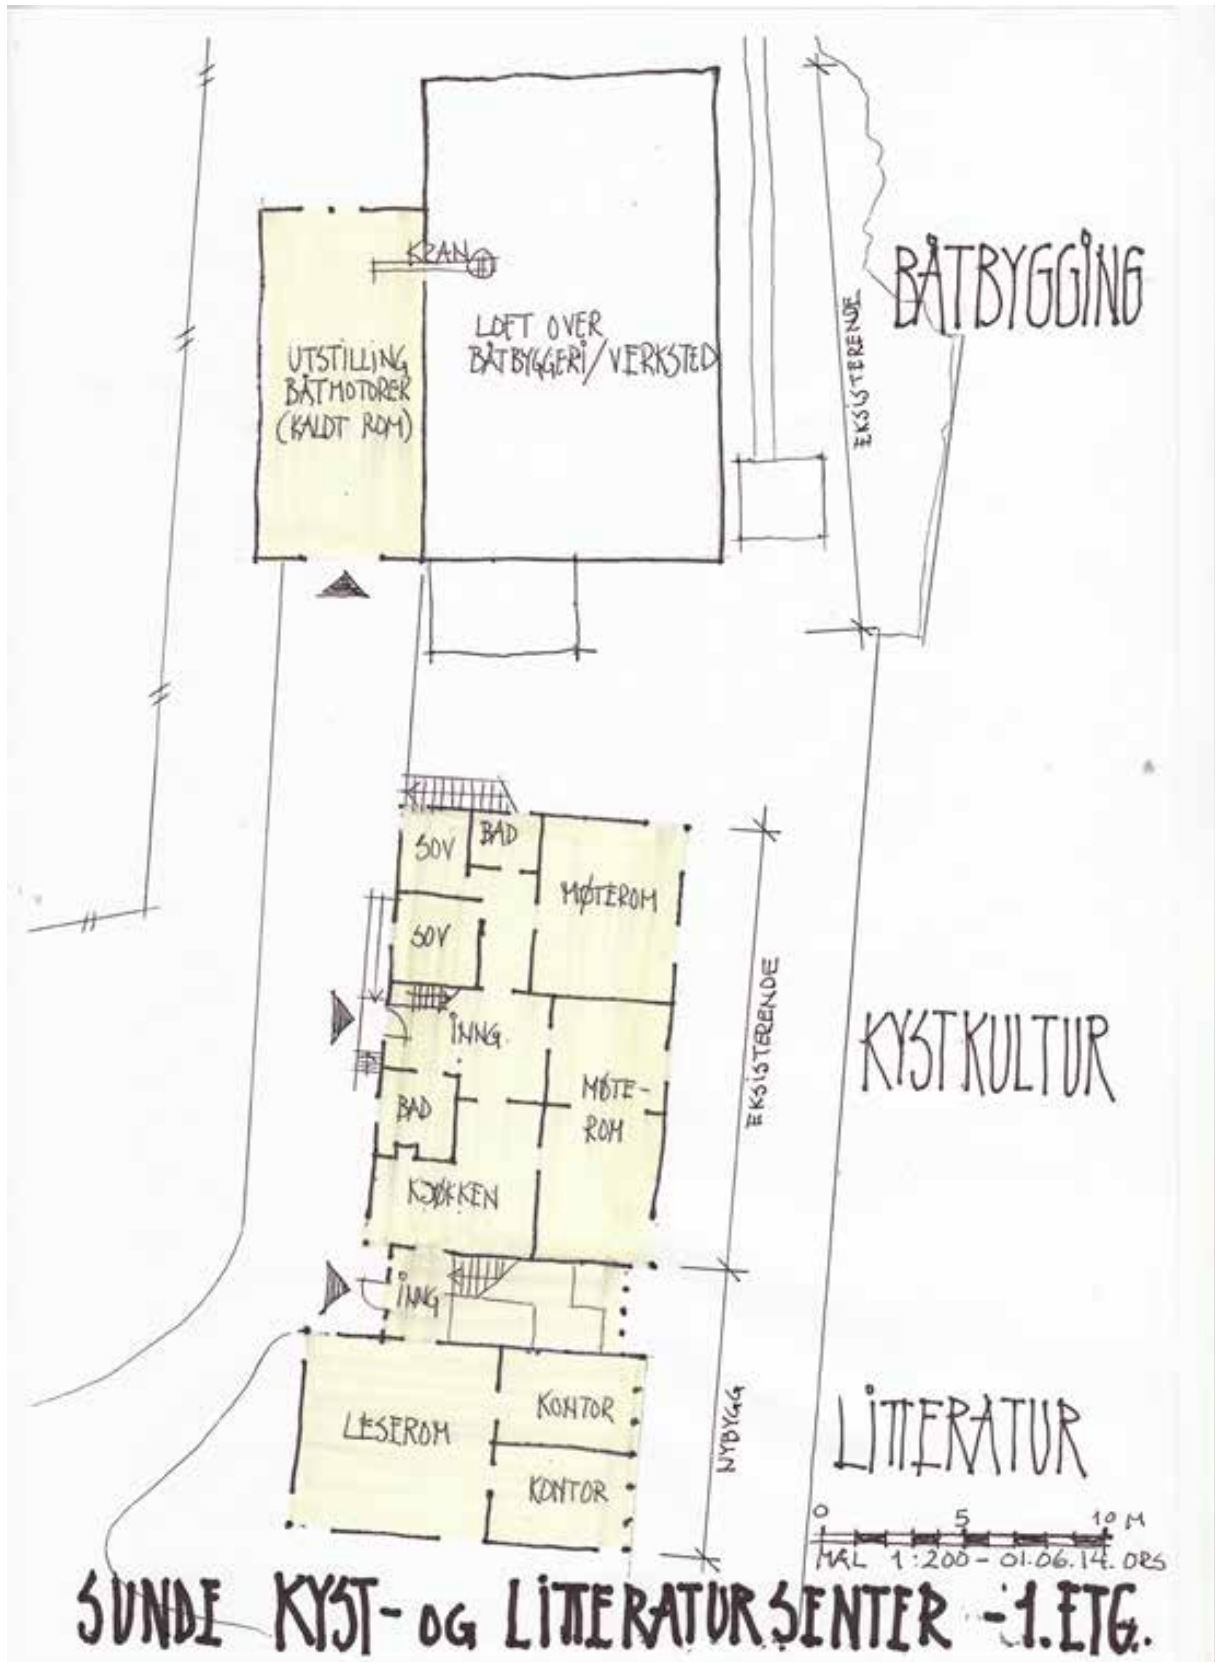 KRAN
LOFT OVER
BÅTBYGGERI/VERKSTED
UTSTILLING
BÅTMOTORER
(KALDT ROM)
EKSISTERENDE
BÅTBYGGING
SOV
BAD
MØTEROM
SOV
INNG.
MØTE-
ROM
BAD
KJØKKEN
EKSISTERENDE
KYSTKULTUR
INNG
LESEROM
KONTOR
KONTOR
NYBYGG
LITTERATUR
0 5 10 M
MÅL 1:200 - 01.06.14. ORS
SUNDE KYST- OG LITTERATURSENTER - 1. ETG.